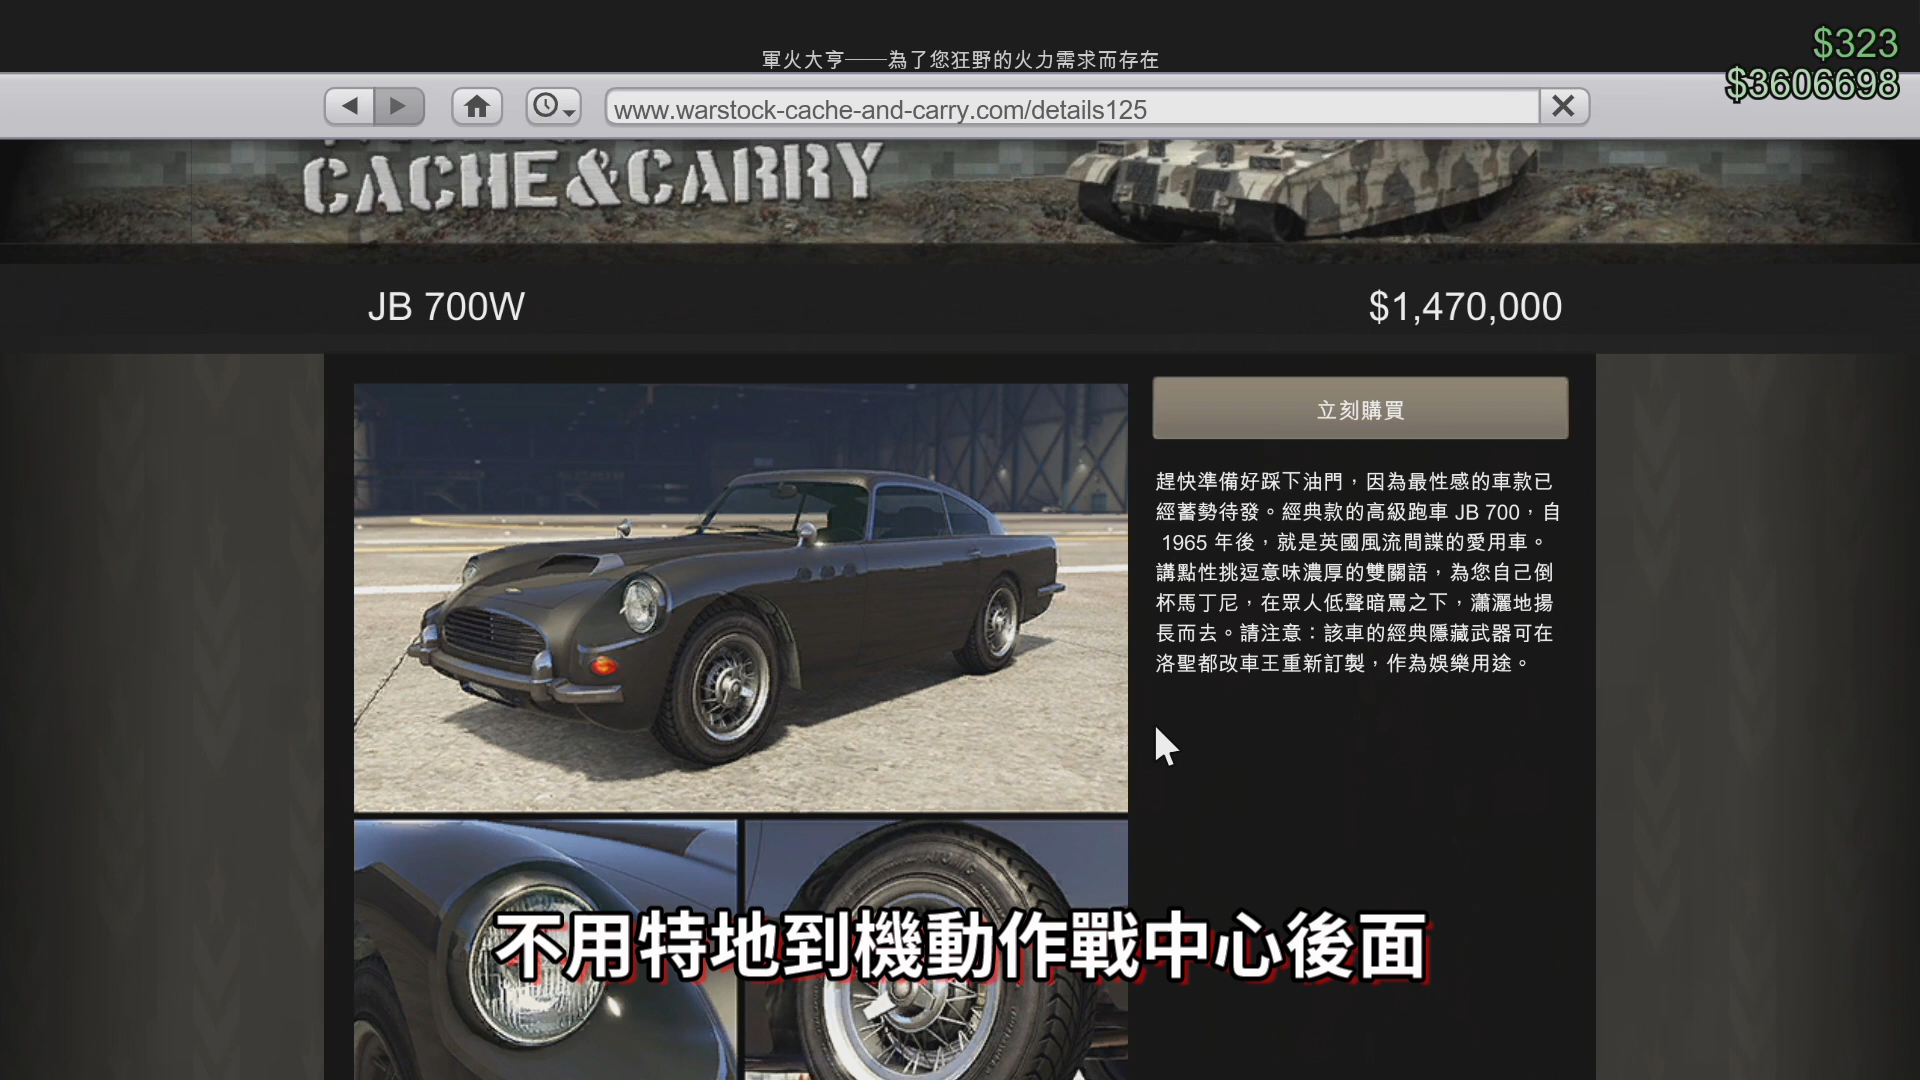 軍火大亨——為了您狂野的火力需求而存在
$323
$3606698
www.warstock-cache-and-carry.com/details125
CACHE&CARRY
JB 700W
$1,470,000
立刻購買
趕快準備好踩下油門，因為最性感的車款已
經蓄勢待發。經典款的高級跑車 JB 700，自
1965 年後，就是英國風流間諜的愛用車。
講點性挑逗意味濃厚的雙關語，為您自己倒
杯馬丁尼，在眾人低聲暗罵之下，瀟灑地揚
長而去。請注意：該車的經典隱藏武器可在
洛聖都改車王重新訂製，作為娛樂用途。
不用特地到機動作戰中心後面